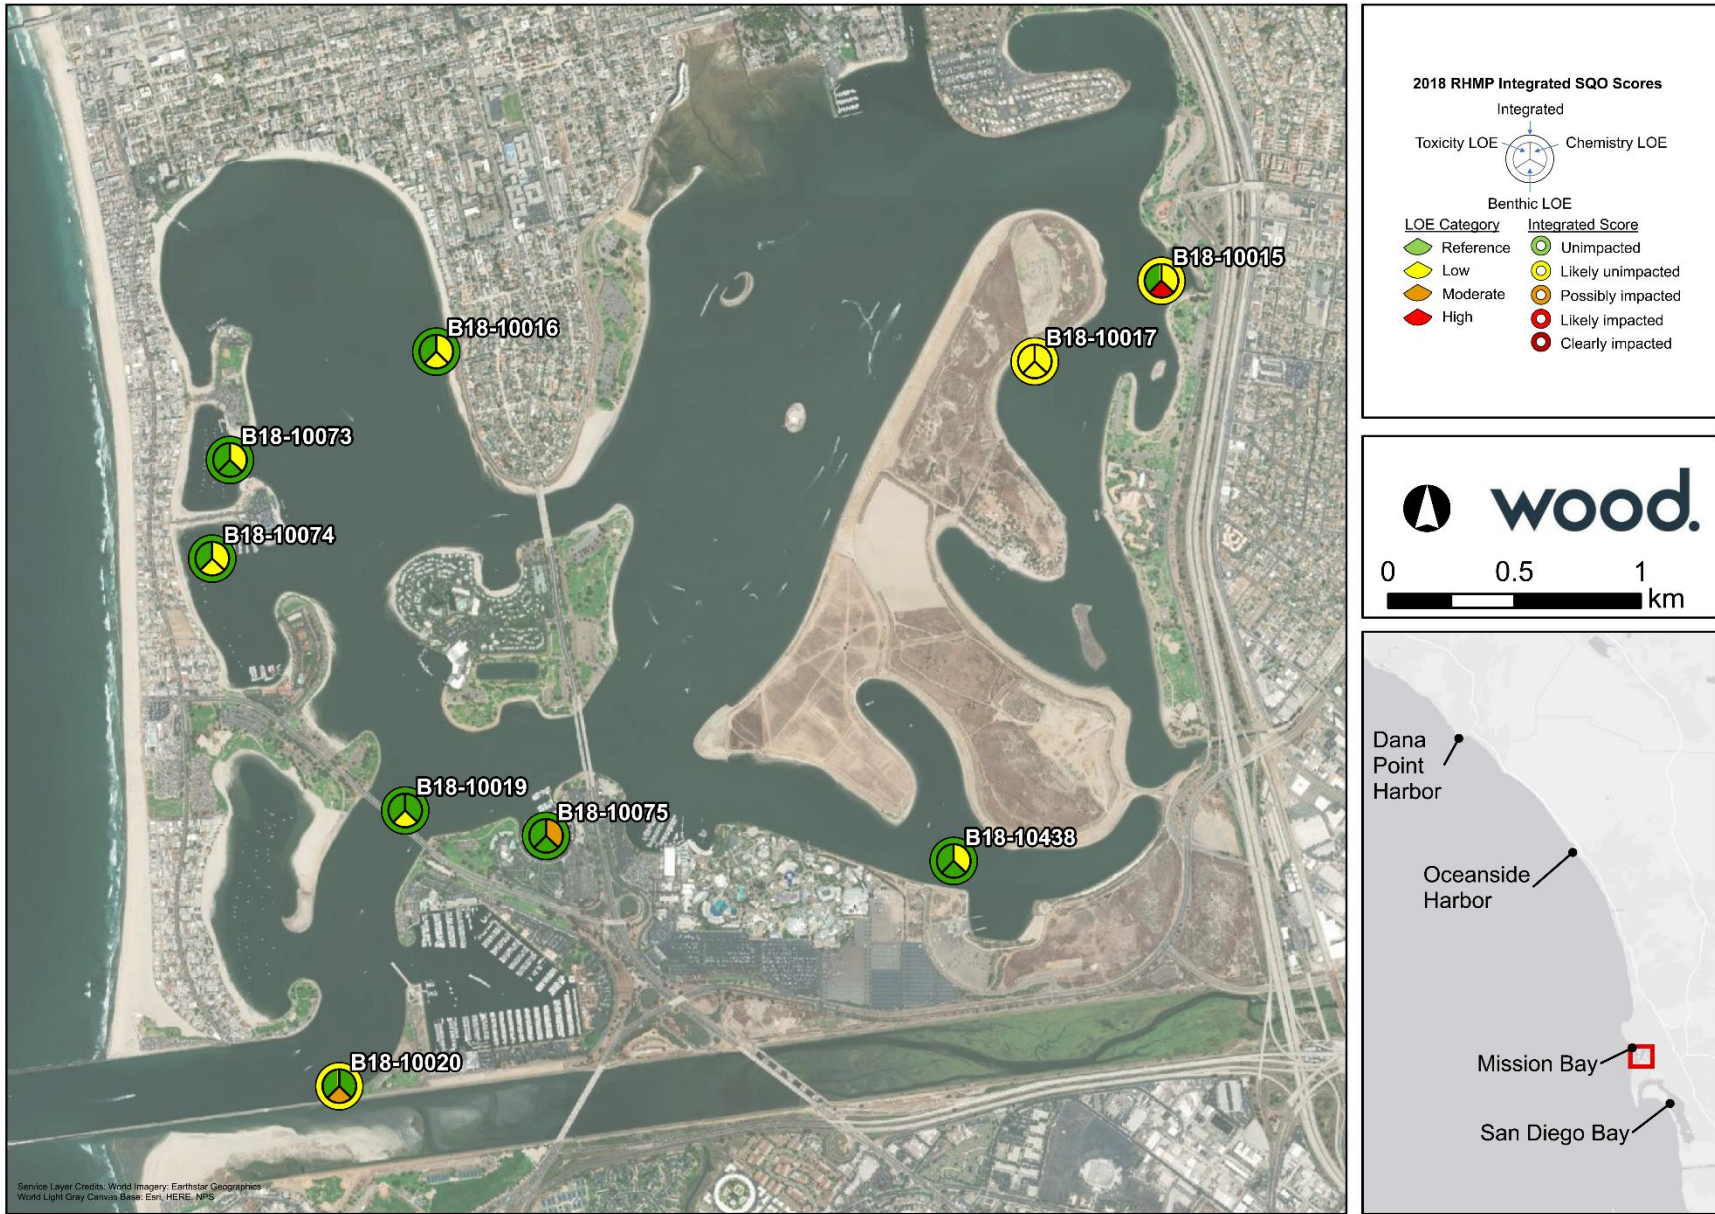 B18-10015
B18-10016
B18-10017
B18-10073
B18-10074
B18-10019
B18-10075
B18-10438
B18-10020
Service Layer Credits: World Imagery: Earthstar Geographics
World Light Gray Canvas Base: Esri, HERE, NPS
2018 RHMP Integrated SQO Scores
Integrated
Toxicity LOE
Chemistry LOE
Benthic LOE
LOE Category
Reference
Low
Moderate
High
Integrated Score
Unimpacted
Likely unimpacted
Possibly impacted
Likely impacted
Clearly impacted
wood.
0 0.5 1
km
Dana
Point
Harbor
Oceanside
Harbor
Mission Bay
San Diego Bay